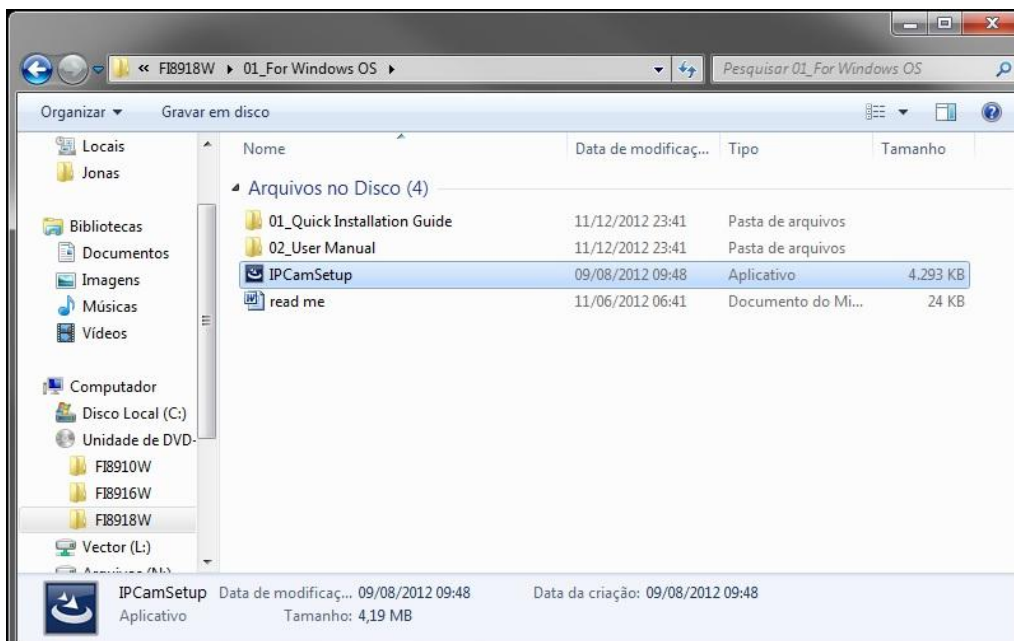 « FI8918W ▸ 01_For Windows OS ▸ Pesquisar 01_For Windows OS
Organizar Gravar em disco
Locais
Jonas
Bibliotecas
Documentos
Imagens
Músicas
Vídeos
Computador
Disco Local (C:)
Unidade de DVD-
FI8910W
FI8916W
FI8918W
Vector (L:)
Nome Data de modificaç... Tipo Tamanho
Arquivos no Disco (4)
01_Quick Installation Guide 11/12/2012 23:41 Pasta de arquivos
02_User Manual 11/12/2012 23:41 Pasta de arquivos
IPCamSetup 09/08/2012 09:48 Aplicativo 4.293 KB
read me 11/06/2012 06:41 Documento do Mi... 24 KB
IPCamSetup Data de modificaç... 09/08/2012 09:48 Data da criação: 09/08/2012 09:48
Aplicativo Tamanho: 4,19 MB